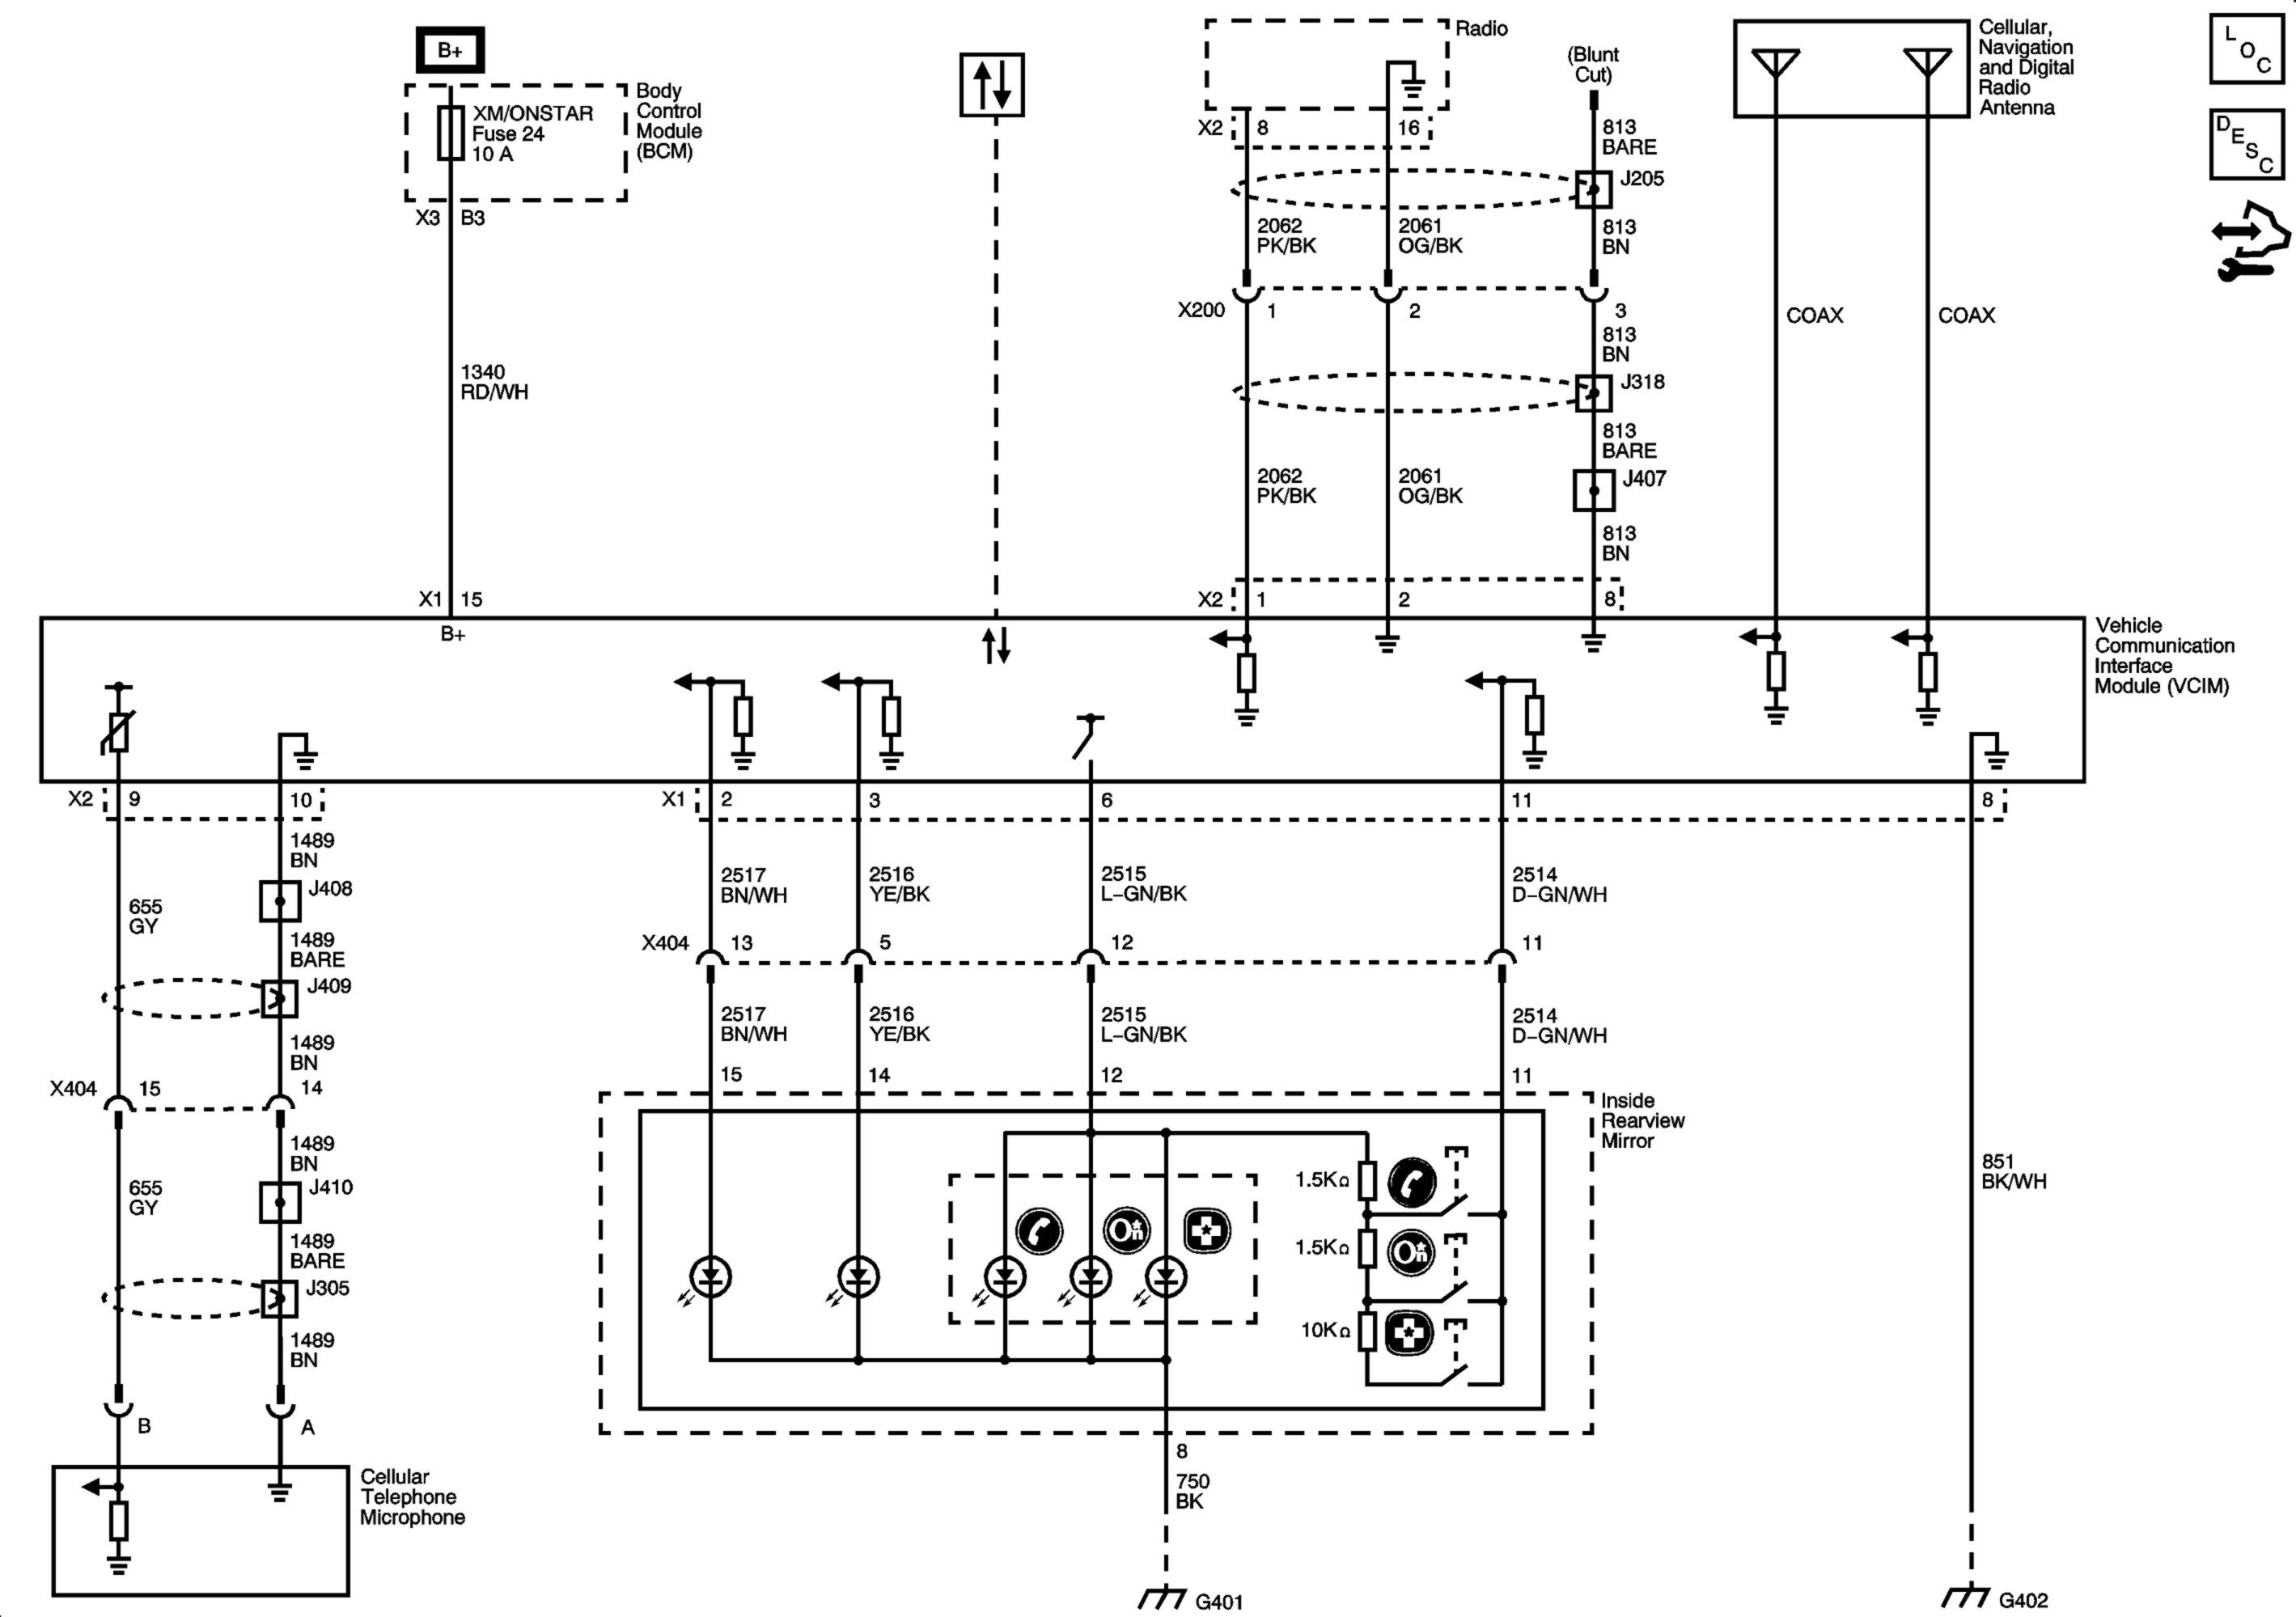 B+
XM/ONSTAR
Fuse 24
10 A
Body
Control
Module
(BCM)
X3 B3
1340
RD/WH
X1 15
B+
Radio
X2 8 16
(Blunt
Cut)
813
BARE
J205
2062
PK/BK
2061
OG/BK
813
BN
X200 1 2 3
813
BN
J318
813
BARE
2062
PK/BK
2061
OG/BK
J407
813
BN
X2 1 2 8
Cellular,
Navigation
and Digital
Radio
Antenna
COAX
COAX
LOC
DESC
Vehicle
Communication
Interface
Module (VCIM)
X2 9 10
1489
BN
J408
655
GY
1489
BARE
J409
1489
BN
X404 15 14
1489
BN
655
GY
J410
1489
BARE
J305
1489
BN
B A
Cellular
Telephone
Microphone
X1 2 3 6 11 8
2517
BN/WH
2516
YE/BK
2515
L-GN/BK
2514
D-GN/WH
X404 13 5 12 11
2517
BN/WH
2516
YE/BK
2515
L-GN/BK
2514
D-GN/WH
15 14 12 11
Inside
Rearview
Mirror
On
1.5KΩ
1.5KΩ
On
10KΩ
8
750
BK
G401
851
BK/WH
G402